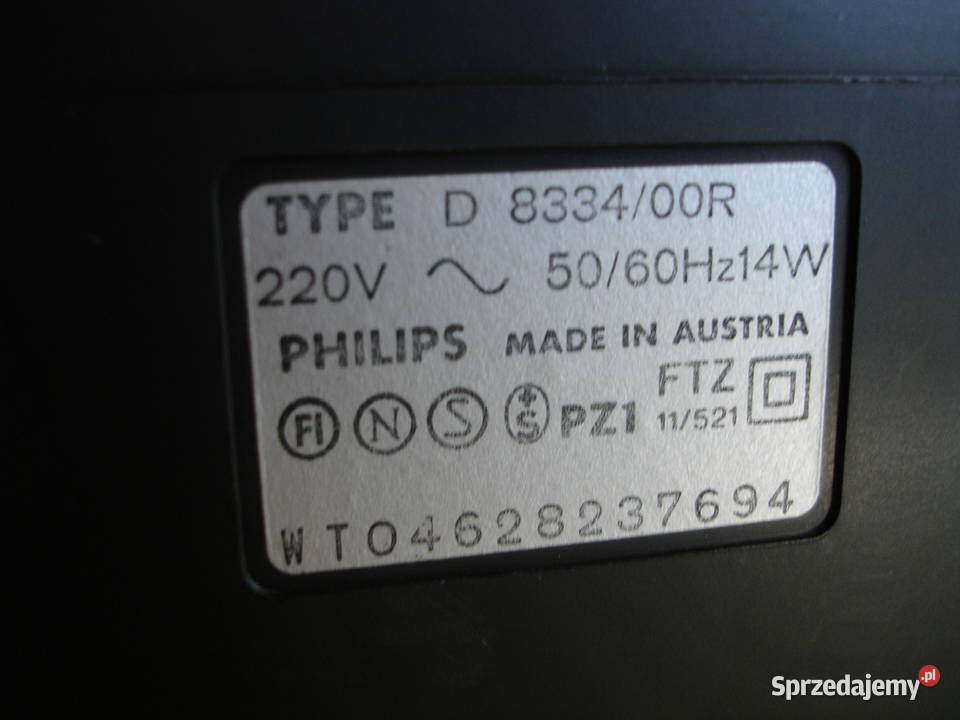 TYPE D 8334/00R
220V ~ 50/60Hz14W
PHILIPS MADE IN AUSTRIA
FI N S +S PZ1 FTZ 11/521
WT04628237694
Sprzedajemy.pl